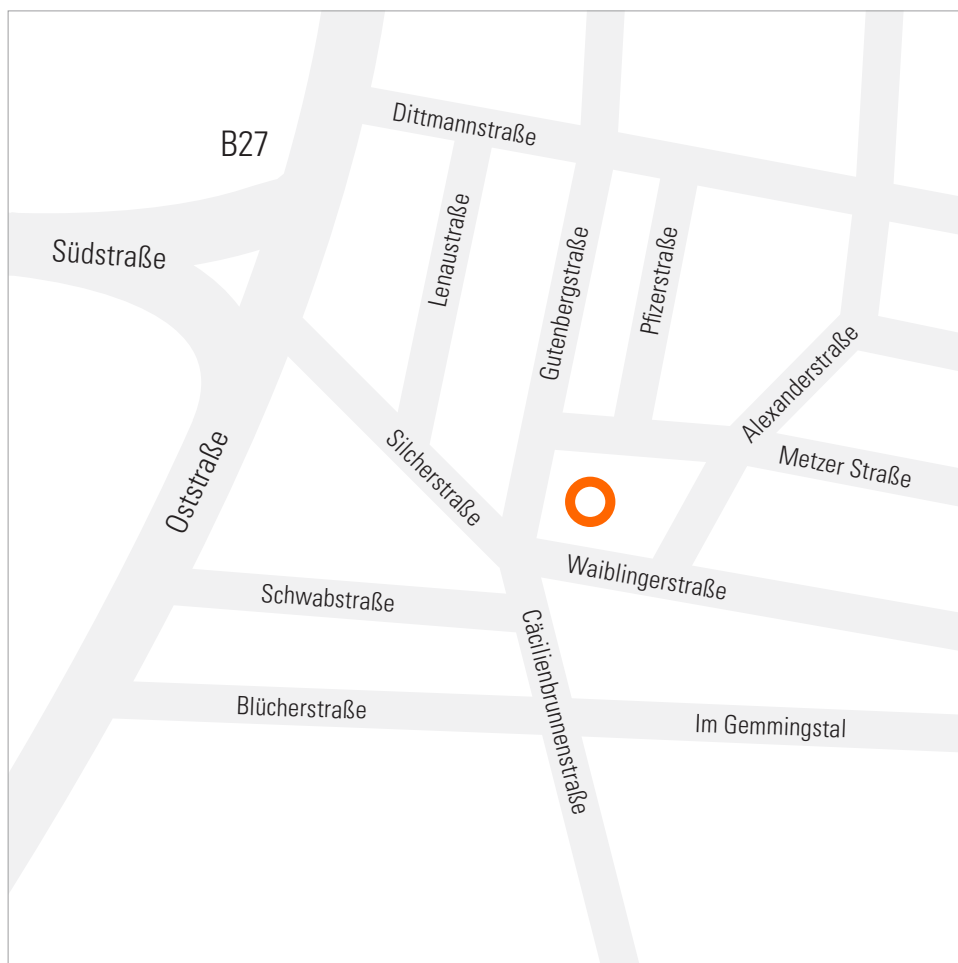 Dittmannstraße
B27
Südstraße
Lenaustraße
Gutenbergstraße
Pfizerstraße
Alexanderstraße
Silcherstraße
Metzer Straße
Oststraße
Waiblingerstraße
Schwabstraße
Cäcilienbrunnenstraße
Blücherstraße
Im Gemmingstal